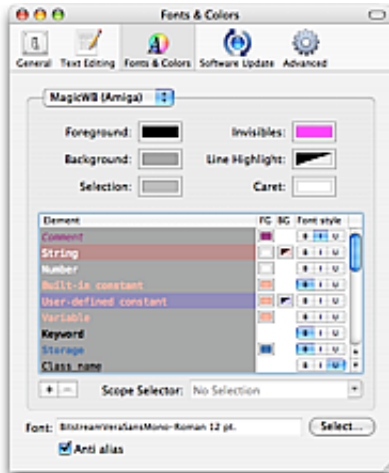 Fonts & Colors
General Text Editing Fonts & Colors Software Update Advanced
MagicWB (Amiga)
Foreground: Invisibles:
Background: Line Highlight:
Selection: Caret:
Element FG BG Font style
Comment B I U
String B I U
Number B I U
Built-in constant B I U
User-defined constant B I U
Variable B I U
Keyword B I U
Storage B I U
Class name B I U
+ − Scope Selector: No Selection
Font: BitstreamVeraSansMono-Roman 12 pt. Select...
Anti alias